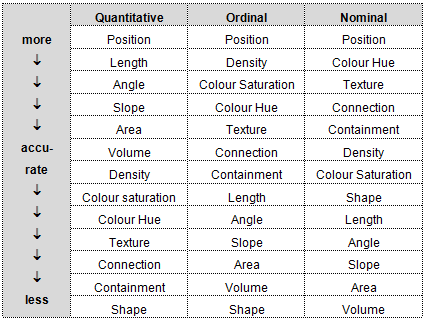 Quantitative Ordinal Nominal
more Position Position Position
↓ Length Density Colour Hue
↓ Angle Colour Saturation Texture
↓ Slope Colour Hue Connection
↓ Area Texture Containment
accu- Volume Connection Density
rate Density Containment Colour Saturation
↓ Colour saturation Length Shape
↓ Colour Hue Angle Length
↓ Texture Slope Angle
↓ Connection Area Slope
↓ Containment Volume Area
less Shape Shape Volume